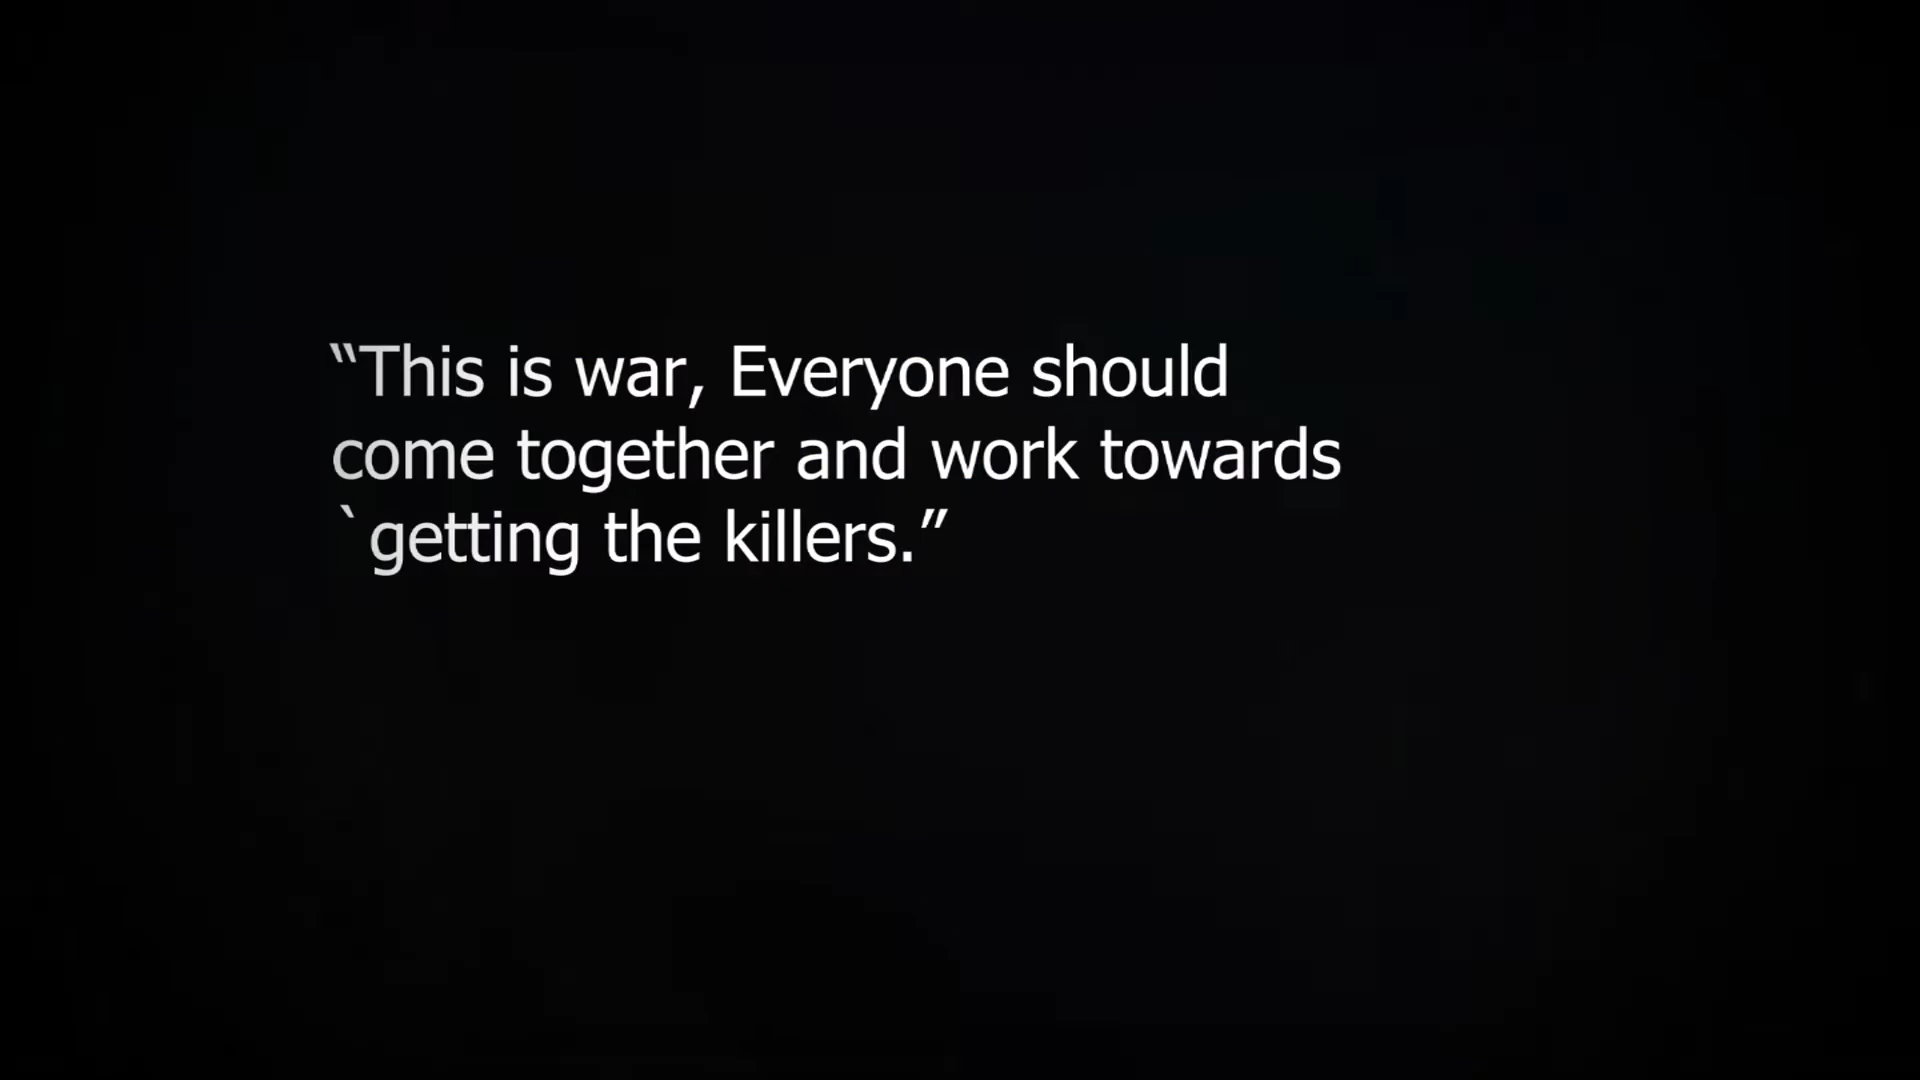 “This is war, Everyone should
come together and work towards
`getting the killers.”